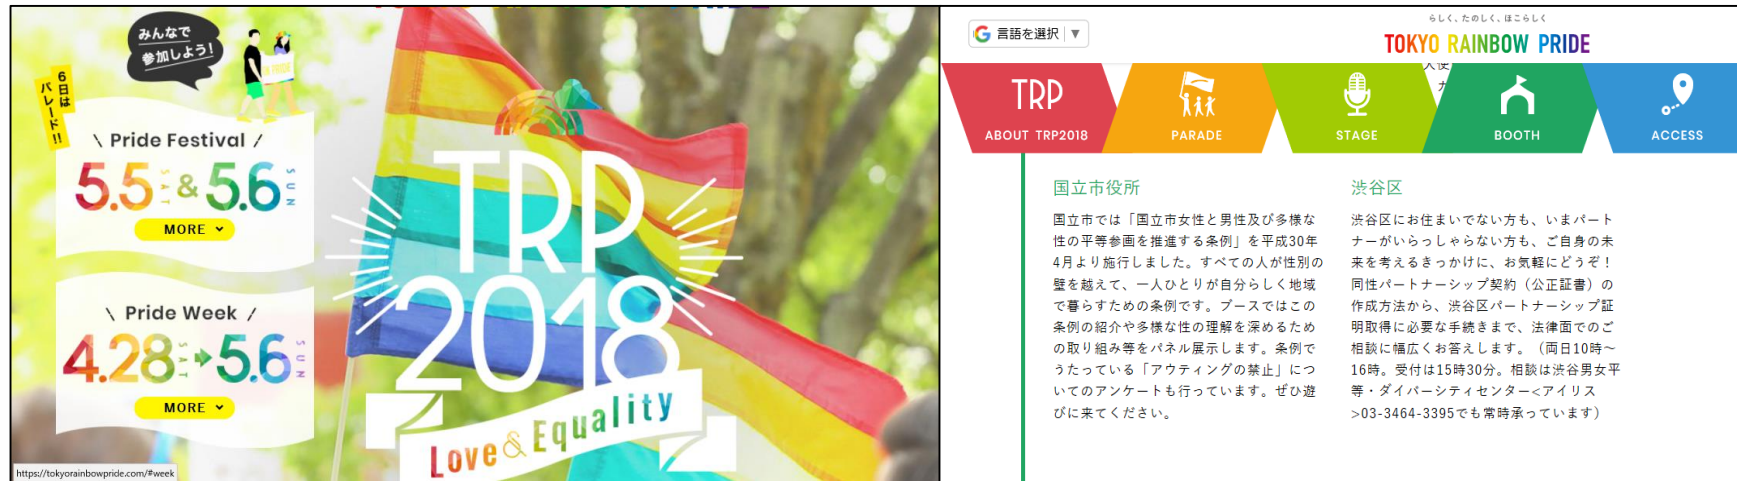 みんなで
参加しよう!
6日は
パレード!!
\ Pride Festival /
5.5 SAT & 5.6 SUN
MORE
\ Pride Week /
4.28 SAT 5.6 SUN
MORE
TRP
2018
Love & Equality
https://tokyorainbowpride.com/#week
言語を選択
らしく、たのしく、ほこらしく
TOKYO RAINBOW PRIDE
TRP
ABOUT TRP2018
PARADE
STAGE
BOOTH
ACCESS
国立市役所
国立市では「国立市女性と男性及び多様な
性の平等参画を推進する条例」を平成30年
4月より施行しました。すべての人が性別の
壁を越えて、一人ひとりが自分らしく地域
で暮らすための条例です。ブースではこの
条例の紹介や多様な性の理解を深めるため
の取り組み等をパネル展示します。条例で
うたっている「アウティングの禁止」につ
いてのアンケートも行っています。ぜひ遊
びに来てください。
渋谷区
渋谷区にお住まいでない方も、いまパート
ナーがいらっしゃらない方も、ご自身の未
来を考えるきっかけに、お気軽にどうぞ！
同性パートナーシップ契約（公正証書）の
作成方法から、渋谷区パートナーシップ証
明取得に必要な手続きまで、法律面でのご
相談に幅広くお答えします。（両日10時～
16時。受付は15時30分。相談は渋谷男女平
等・ダイバーシティセンター<アイリス
>03-3464-3395でも常時承っています）